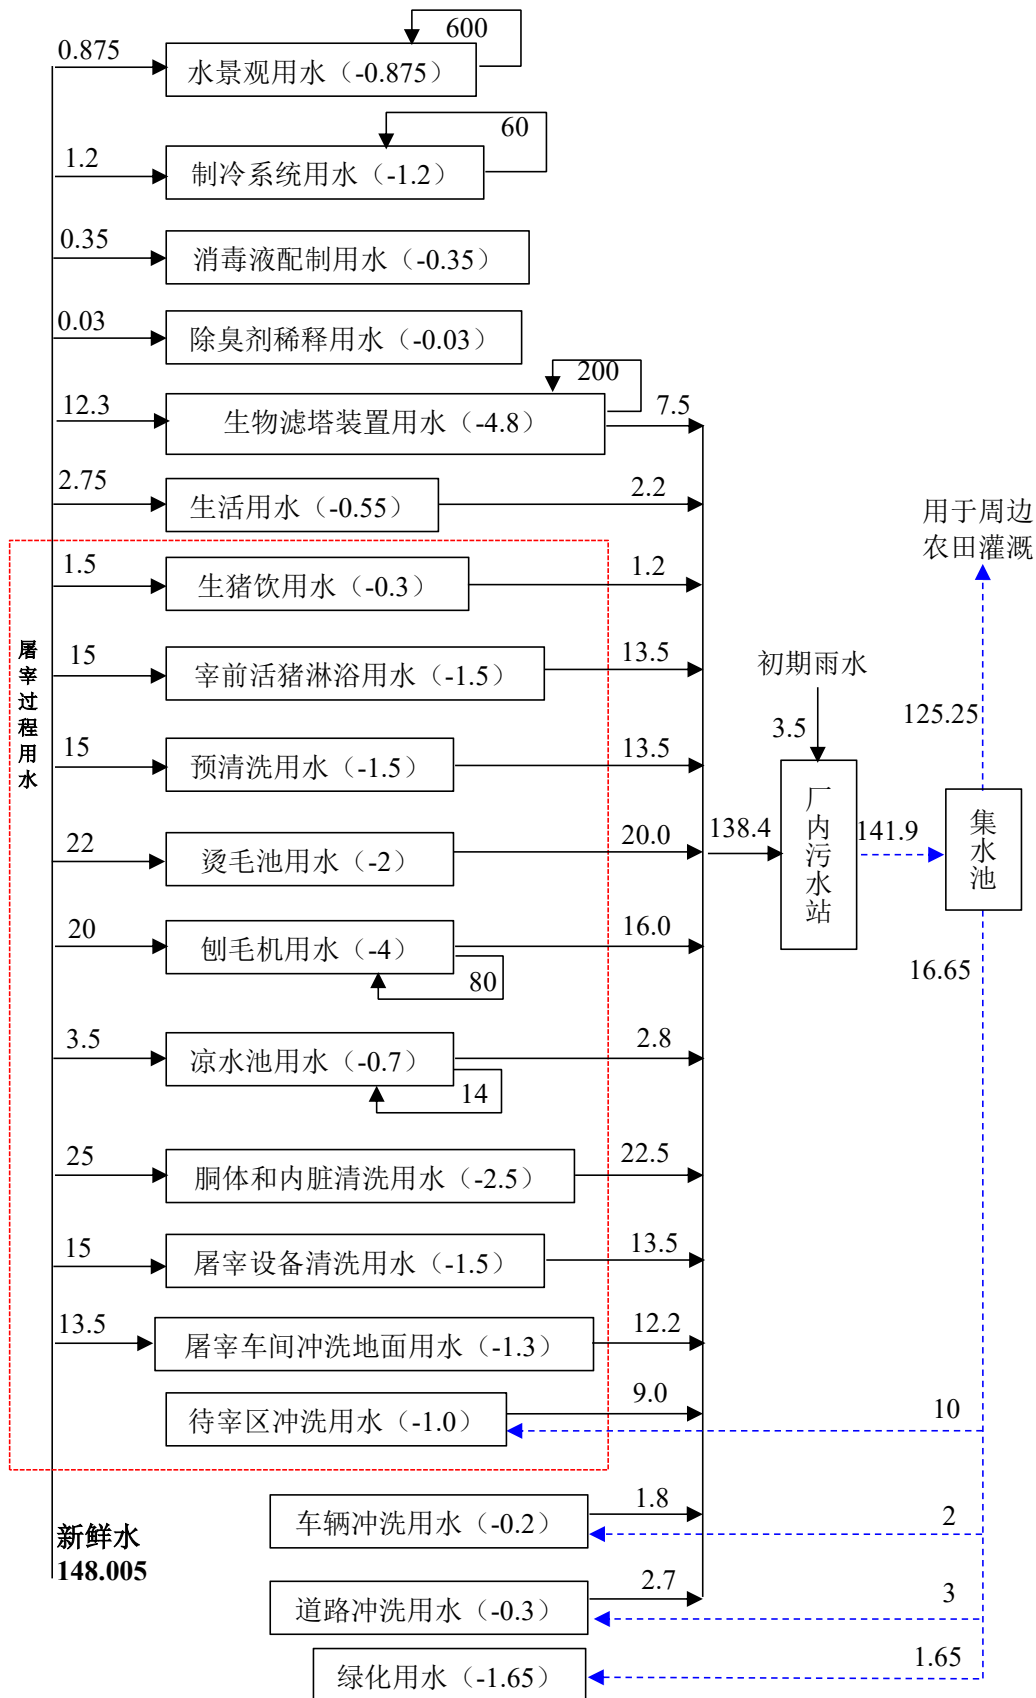 600
0.875
水景观用水（-0.875）
60
1.2
制冷系统用水（-1.2）
0.35
消毒液配制用水（-0.35）
0.03
除臭剂稀释用水（-0.03）
200
12.3
生物滤塔装置用水（-4.8）
7.5
2.75
生活用水（-0.55）
2.2
用于周边
农田灌溉
屠宰过程用水
1.5
生猪饮用水（-0.3）
1.2
15
宰前活猪淋浴用水（-1.5）
13.5
初期雨水
3.5
125.25
15
预清洗用水（-1.5）
13.5
22
烫毛池用水（-2）
20.0
138.4
厂内污水站
141.9
集水池
20
刨毛机用水（-4）
16.0
80
16.65
3.5
凉水池用水（-0.7）
2.8
14
25
胴体和内脏清洗用水（-2.5）
22.5
15
屠宰设备清洗用水（-1.5）
13.5
13.5
屠宰车间冲洗地面用水（-1.3）
12.2
待宰区冲洗用水（-1.0）
9.0
10
新鲜水
148.005
车辆冲洗用水（-0.2）
1.8
2
道路冲洗用水（-0.3）
2.7
3
绿化用水（-1.65）
1.65